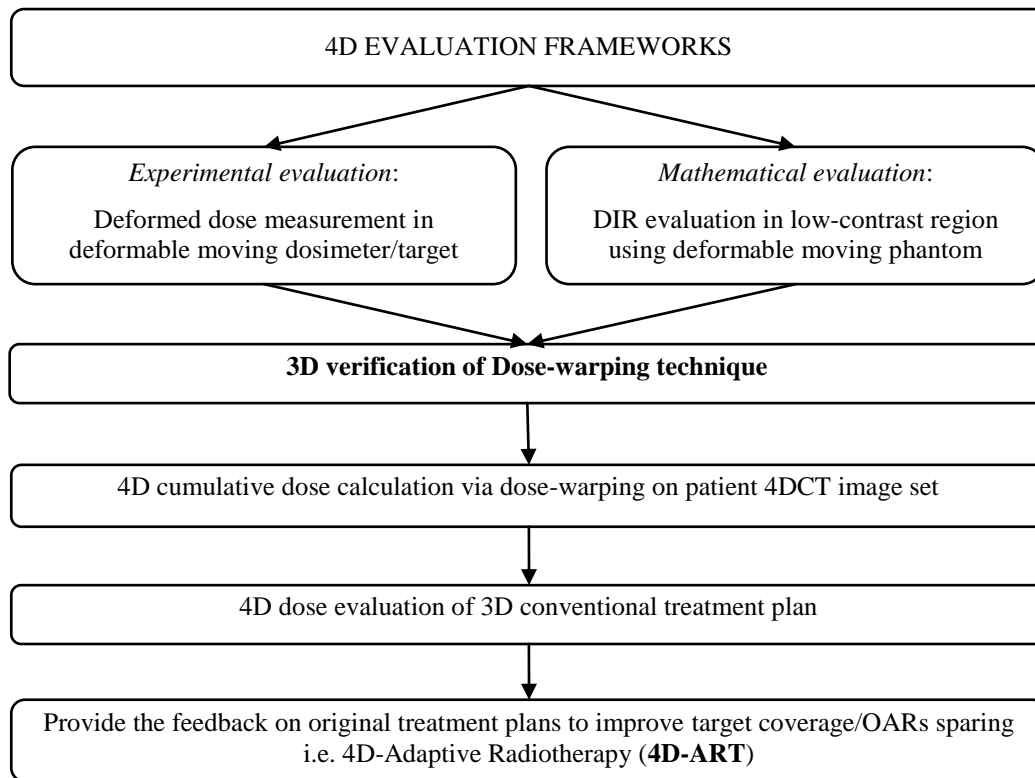 4D EVALUATION FRAMEWORKS
Experimental evaluation:
Deformed dose measurement in
deformable moving dosimeter/target
Mathematical evaluation:
DIR evaluation in low-contrast region
using deformable moving phantom
3D verification of Dose-warping technique
4D cumulative dose calculation via dose-warping on patient 4DCT image set
4D dose evaluation of 3D conventional treatment plan
Provide the feedback on original treatment plans to improve target coverage/OARs sparing
i.e. 4D-Adaptive Radiotherapy (4D-ART)